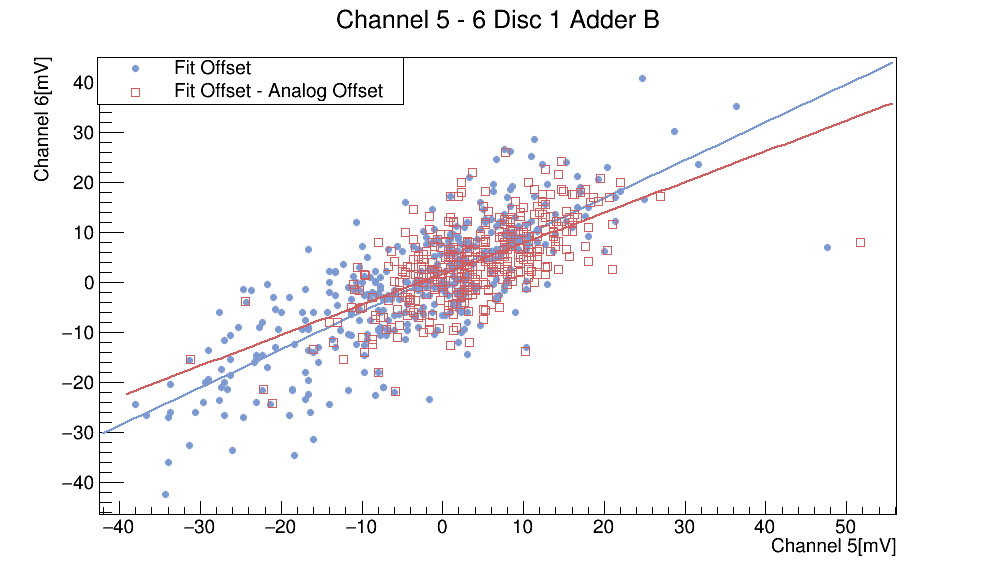 Channel 5 - 6 Disc 1 Adder B
Fit Offset
Fit Offset - Analog Offset
Channel 6[mV]
40
30
20
10
0
−10
−20
−30
−40
−40 −30 −20 −10 0 10 20 30 40 50
Channel 5[mV]